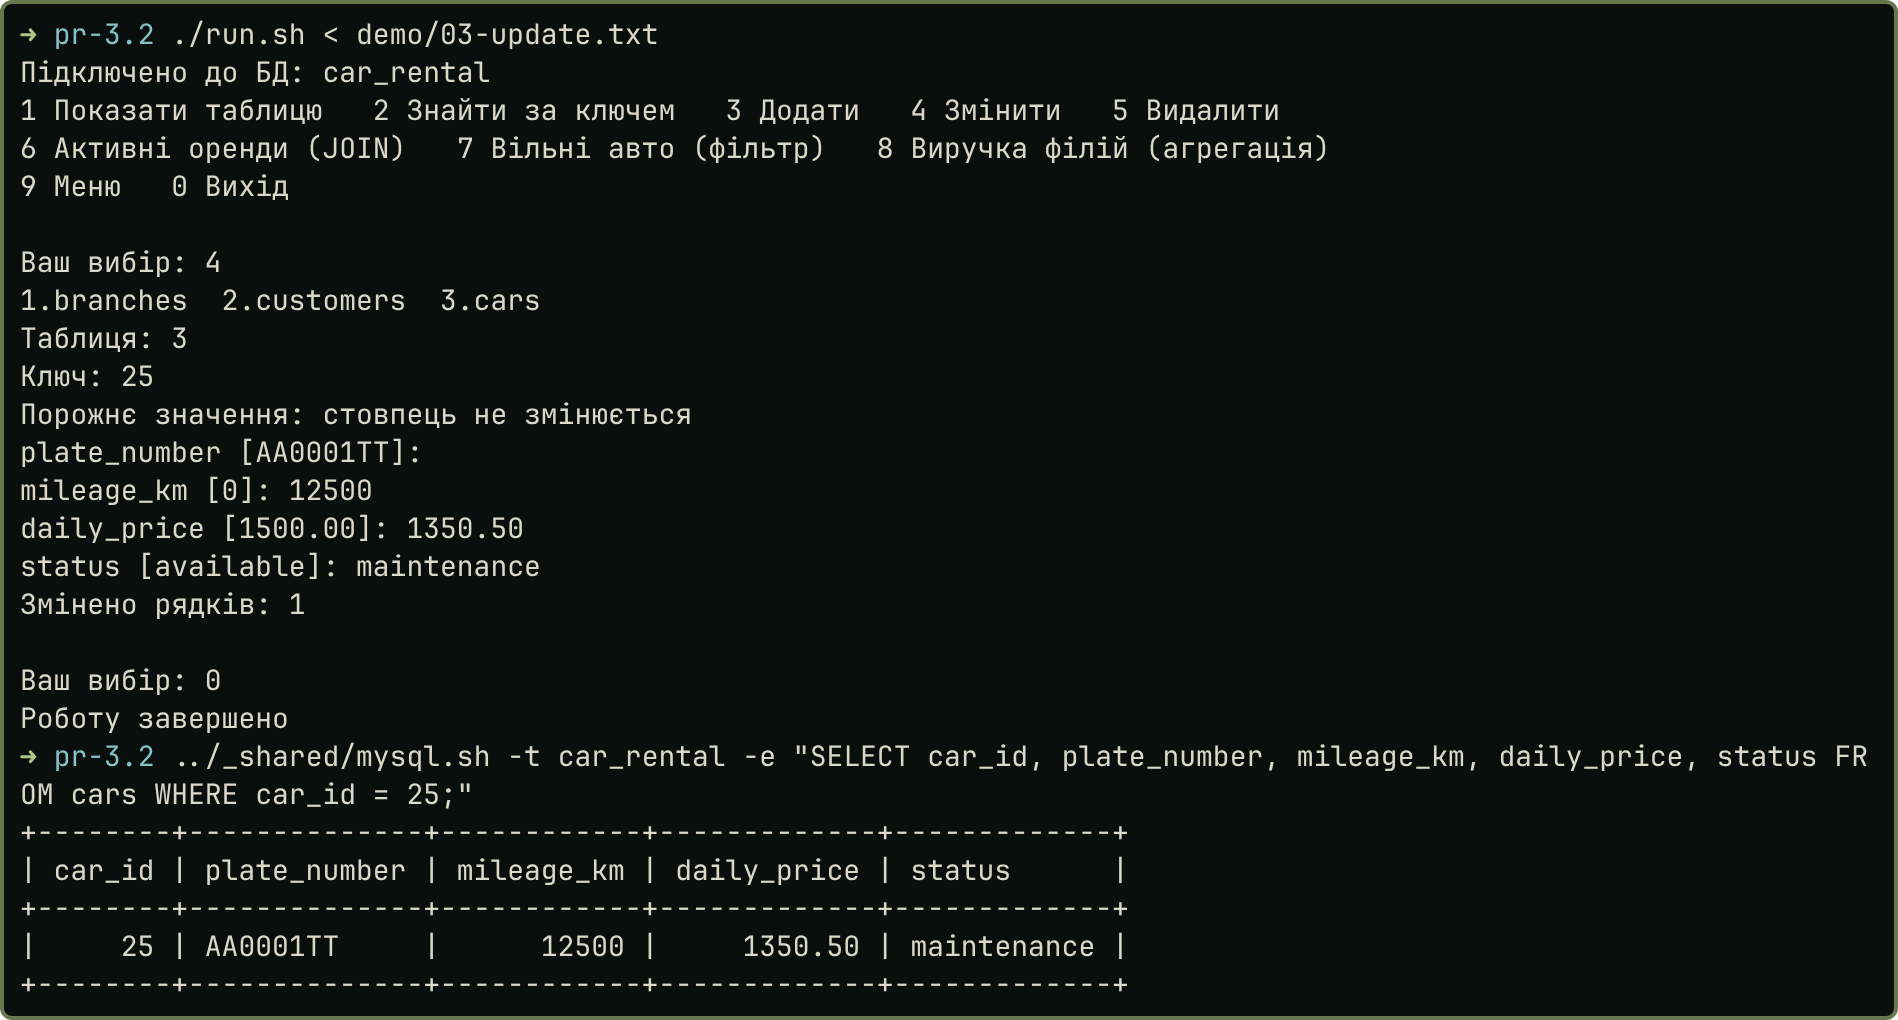 ➜ pr-3.2 ./run.sh < demo/03-update.txt
Підключено до БД: car_rental
1 Показати таблицю   2 Знайти за ключем   3 Додати   4 Змінити   5 Видалити
6 Активні оренди (JOIN)   7 Вільні авто (фільтр)   8 Виручка філій (агрегація)
9 Меню   0 Вихід

Ваш вибір: 4
1.branches  2.customers  3.cars
Таблиця: 3
Ключ: 25
Порожнє значення: стовпець не змінюється
plate_number [AA0001TT]:
mileage_km [0]: 12500
daily_price [1500.00]: 1350.50
status [available]: maintenance
Змінено рядків: 1

Ваш вибір: 0
Роботу завершено
➜ pr-3.2 ../_shared/mysql.sh -t car_rental -e "SELECT car_id, plate_number, mileage_km, daily_price, status FR
OM cars WHERE car_id = 25;"
+--------+--------------+------------+-------------+-------------+
| car_id | plate_number | mileage_km | daily_price | status      |
+--------+--------------+------------+-------------+-------------+
|     25 | AA0001TT     |      12500 |     1350.50 | maintenance |
+--------+--------------+------------+-------------+-------------+